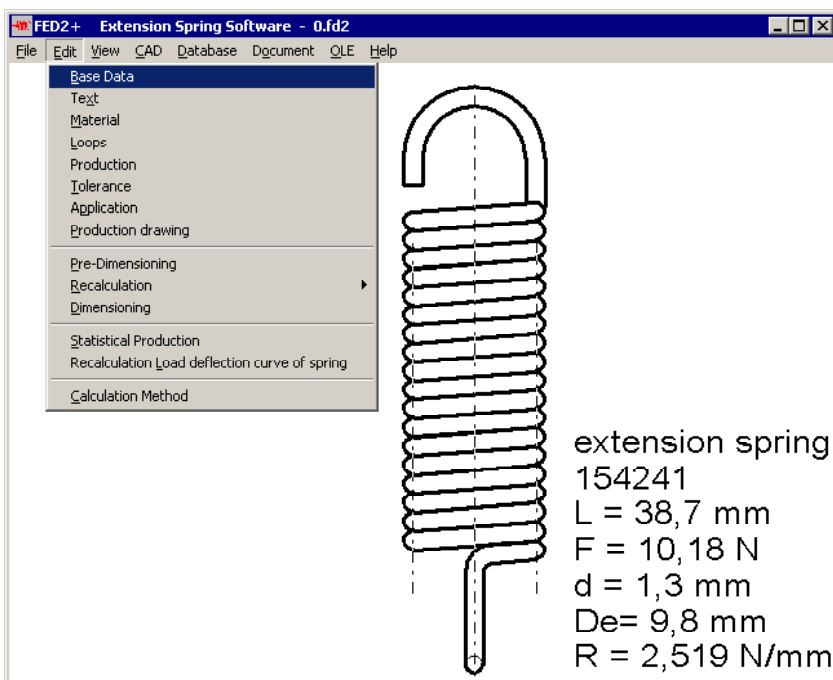 FED2+ Extension Spring Software - 0.fd2
File Edit View CAD Database Document OLE Help
Base Data
Text
Material
Loops
Production
Tolerance
Application
Production drawing
Pre-Dimensioning
Recalculation
Dimensioning
Statistical Production
Recalculation Load deflection curve of spring
Calculation Method
extension spring
154241
L = 38,7 mm
F = 10,18 N
d = 1,3 mm
De= 9,8 mm
R = 2,519 N/mm